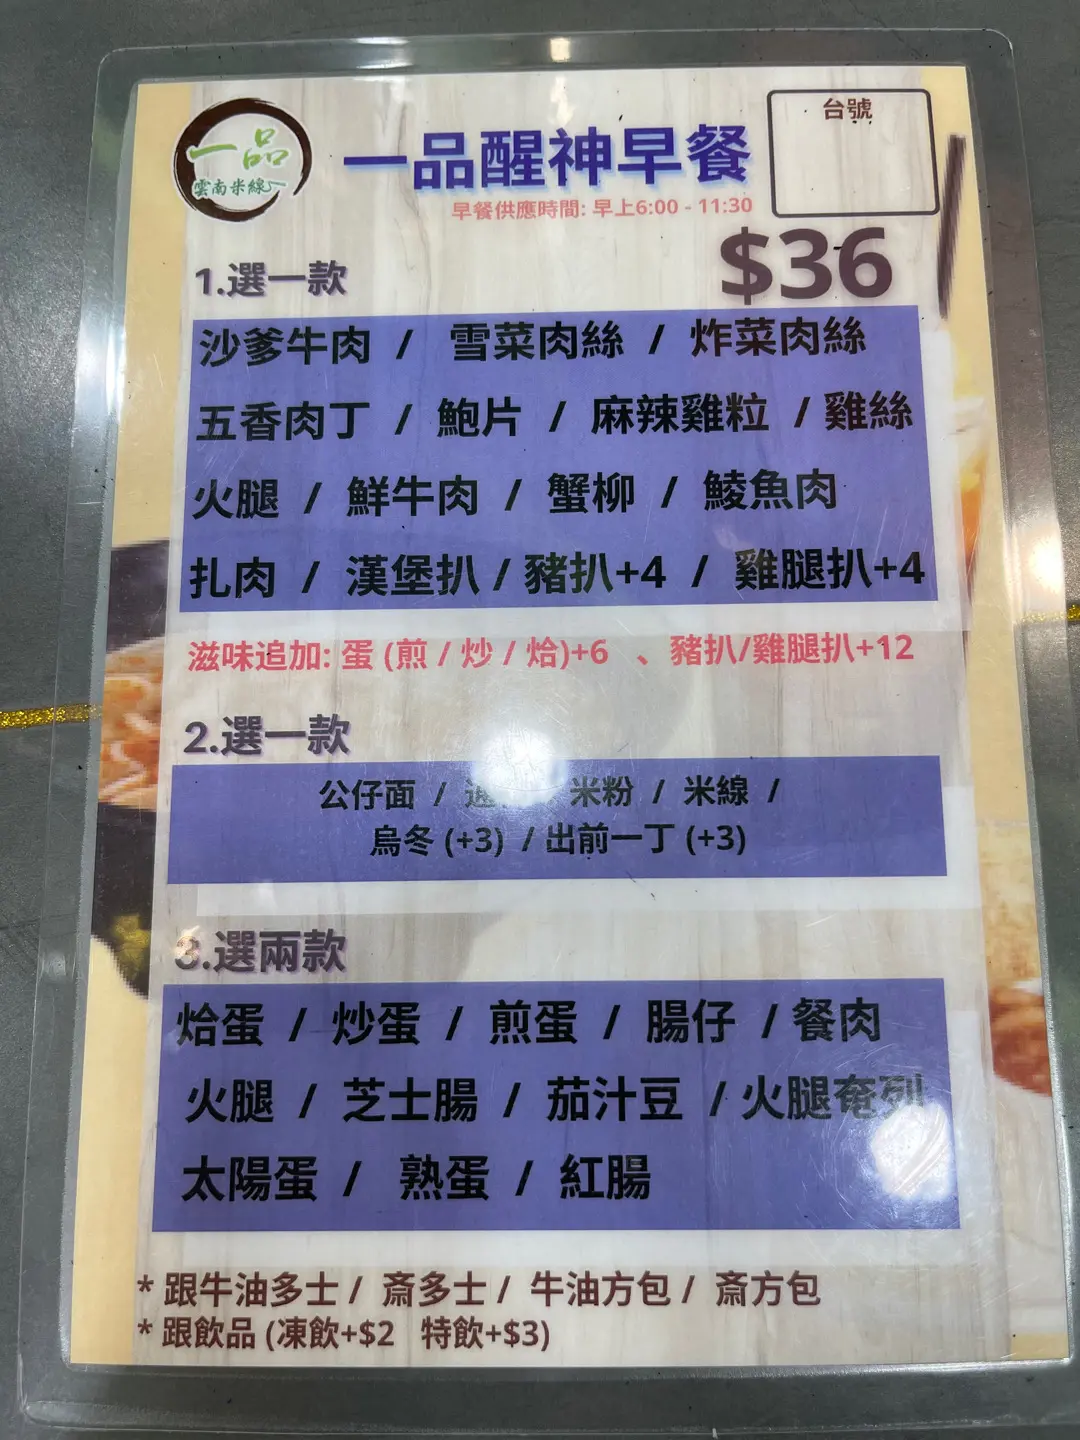 一品
雲南米線
一品醒神早餐
台號
早餐供應時間: 早上6:00 - 11:30
$36
1.選一款
沙爹牛肉 / 雪菜肉絲 / 炸菜肉絲
五香肉丁 / 鮑片 / 麻辣雞粒 / 雞絲
火腿 / 鮮牛肉 / 蟹柳 / 鯪魚肉
扎肉 / 漢堡扒 / 豬扒+4 / 雞腿扒+4
滋味追加: 蛋 (煎 / 炒 / 烚)+6 、豬扒/雞腿扒+12
2.選一款
公仔面 / 通 米粉 / 米線 /
烏冬 (+3) / 出前一丁 (+3)
3.選兩款
烚蛋 / 炒蛋 / 煎蛋 / 腸仔 / 餐肉
火腿 / 芝士腸 / 茄汁豆 / 火腿奄列
太陽蛋 / 熟蛋 / 紅腸
* 跟牛油多士 / 斎多士 / 牛油方包 / 斎方包
* 跟飲品 (凍飲+$2 特飲+$3)